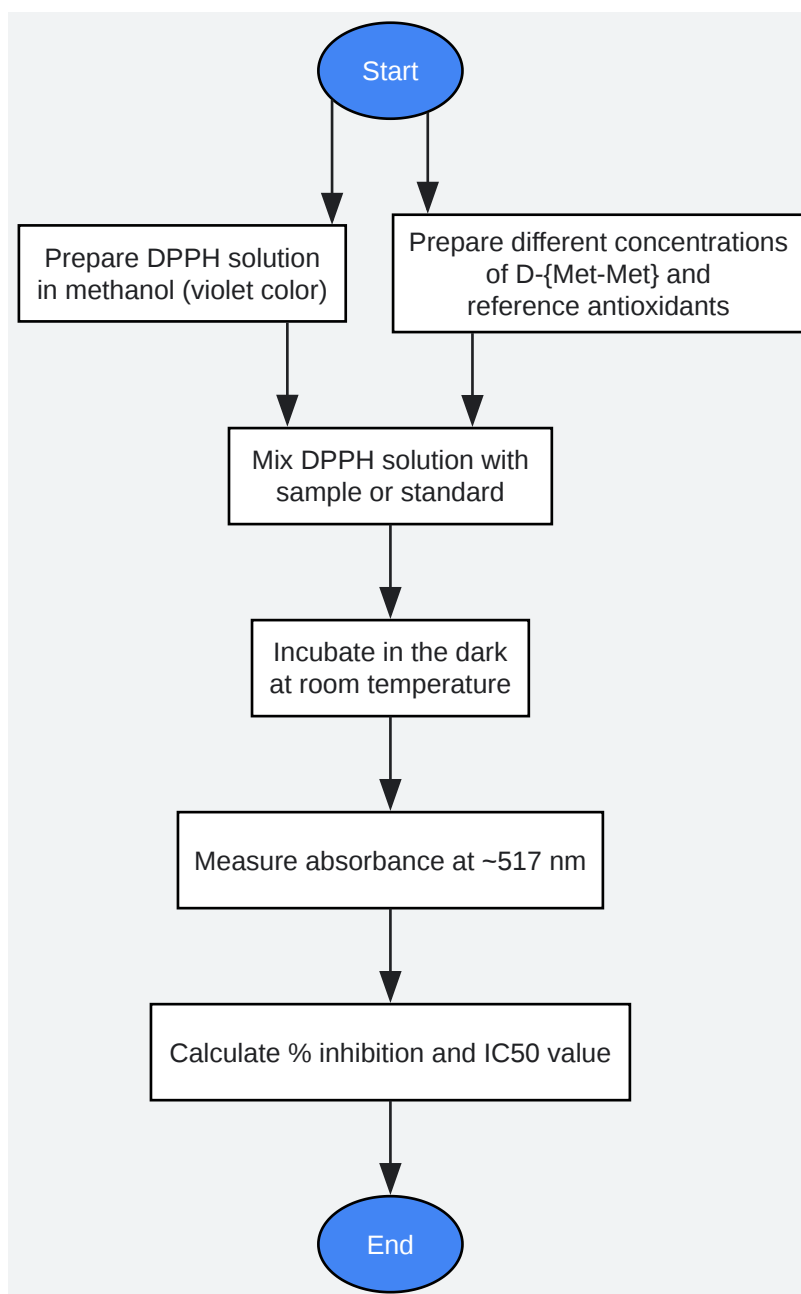 Start
Prepare DPPH solution
in methanol (violet color)
Prepare different concentrations
of D-{Met-Met} and
reference antioxidants
Mix DPPH solution with
sample or standard
Incubate in the dark
at room temperature
Measure absorbance at ~517 nm
Calculate % inhibition and IC50 value
End